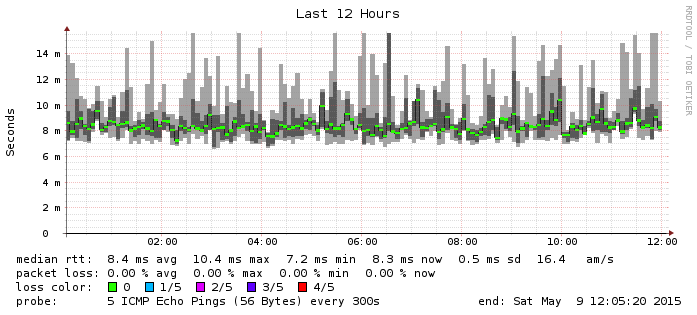 Last 12 Hours
RRDTOOL / TOBI OETIKER
Seconds
14 m
12 m
10 m
8 m
6 m
4 m
2 m
0
02:00 04:00 06:00 08:00 10:00 12:00
median rtt: 8.4 ms avg 10.4 ms max 7.2 ms min 8.3 ms now 0.5 ms sd 16.4 am/s
packet loss: 0.00 % avg 0.00 % max 0.00 % min 0.00 % now
loss color: 0 1/5 2/5 3/5 4/5
probe: 5 ICMP Echo Pings (56 Bytes) every 300s end: Sat May 9 12:05:20 2015